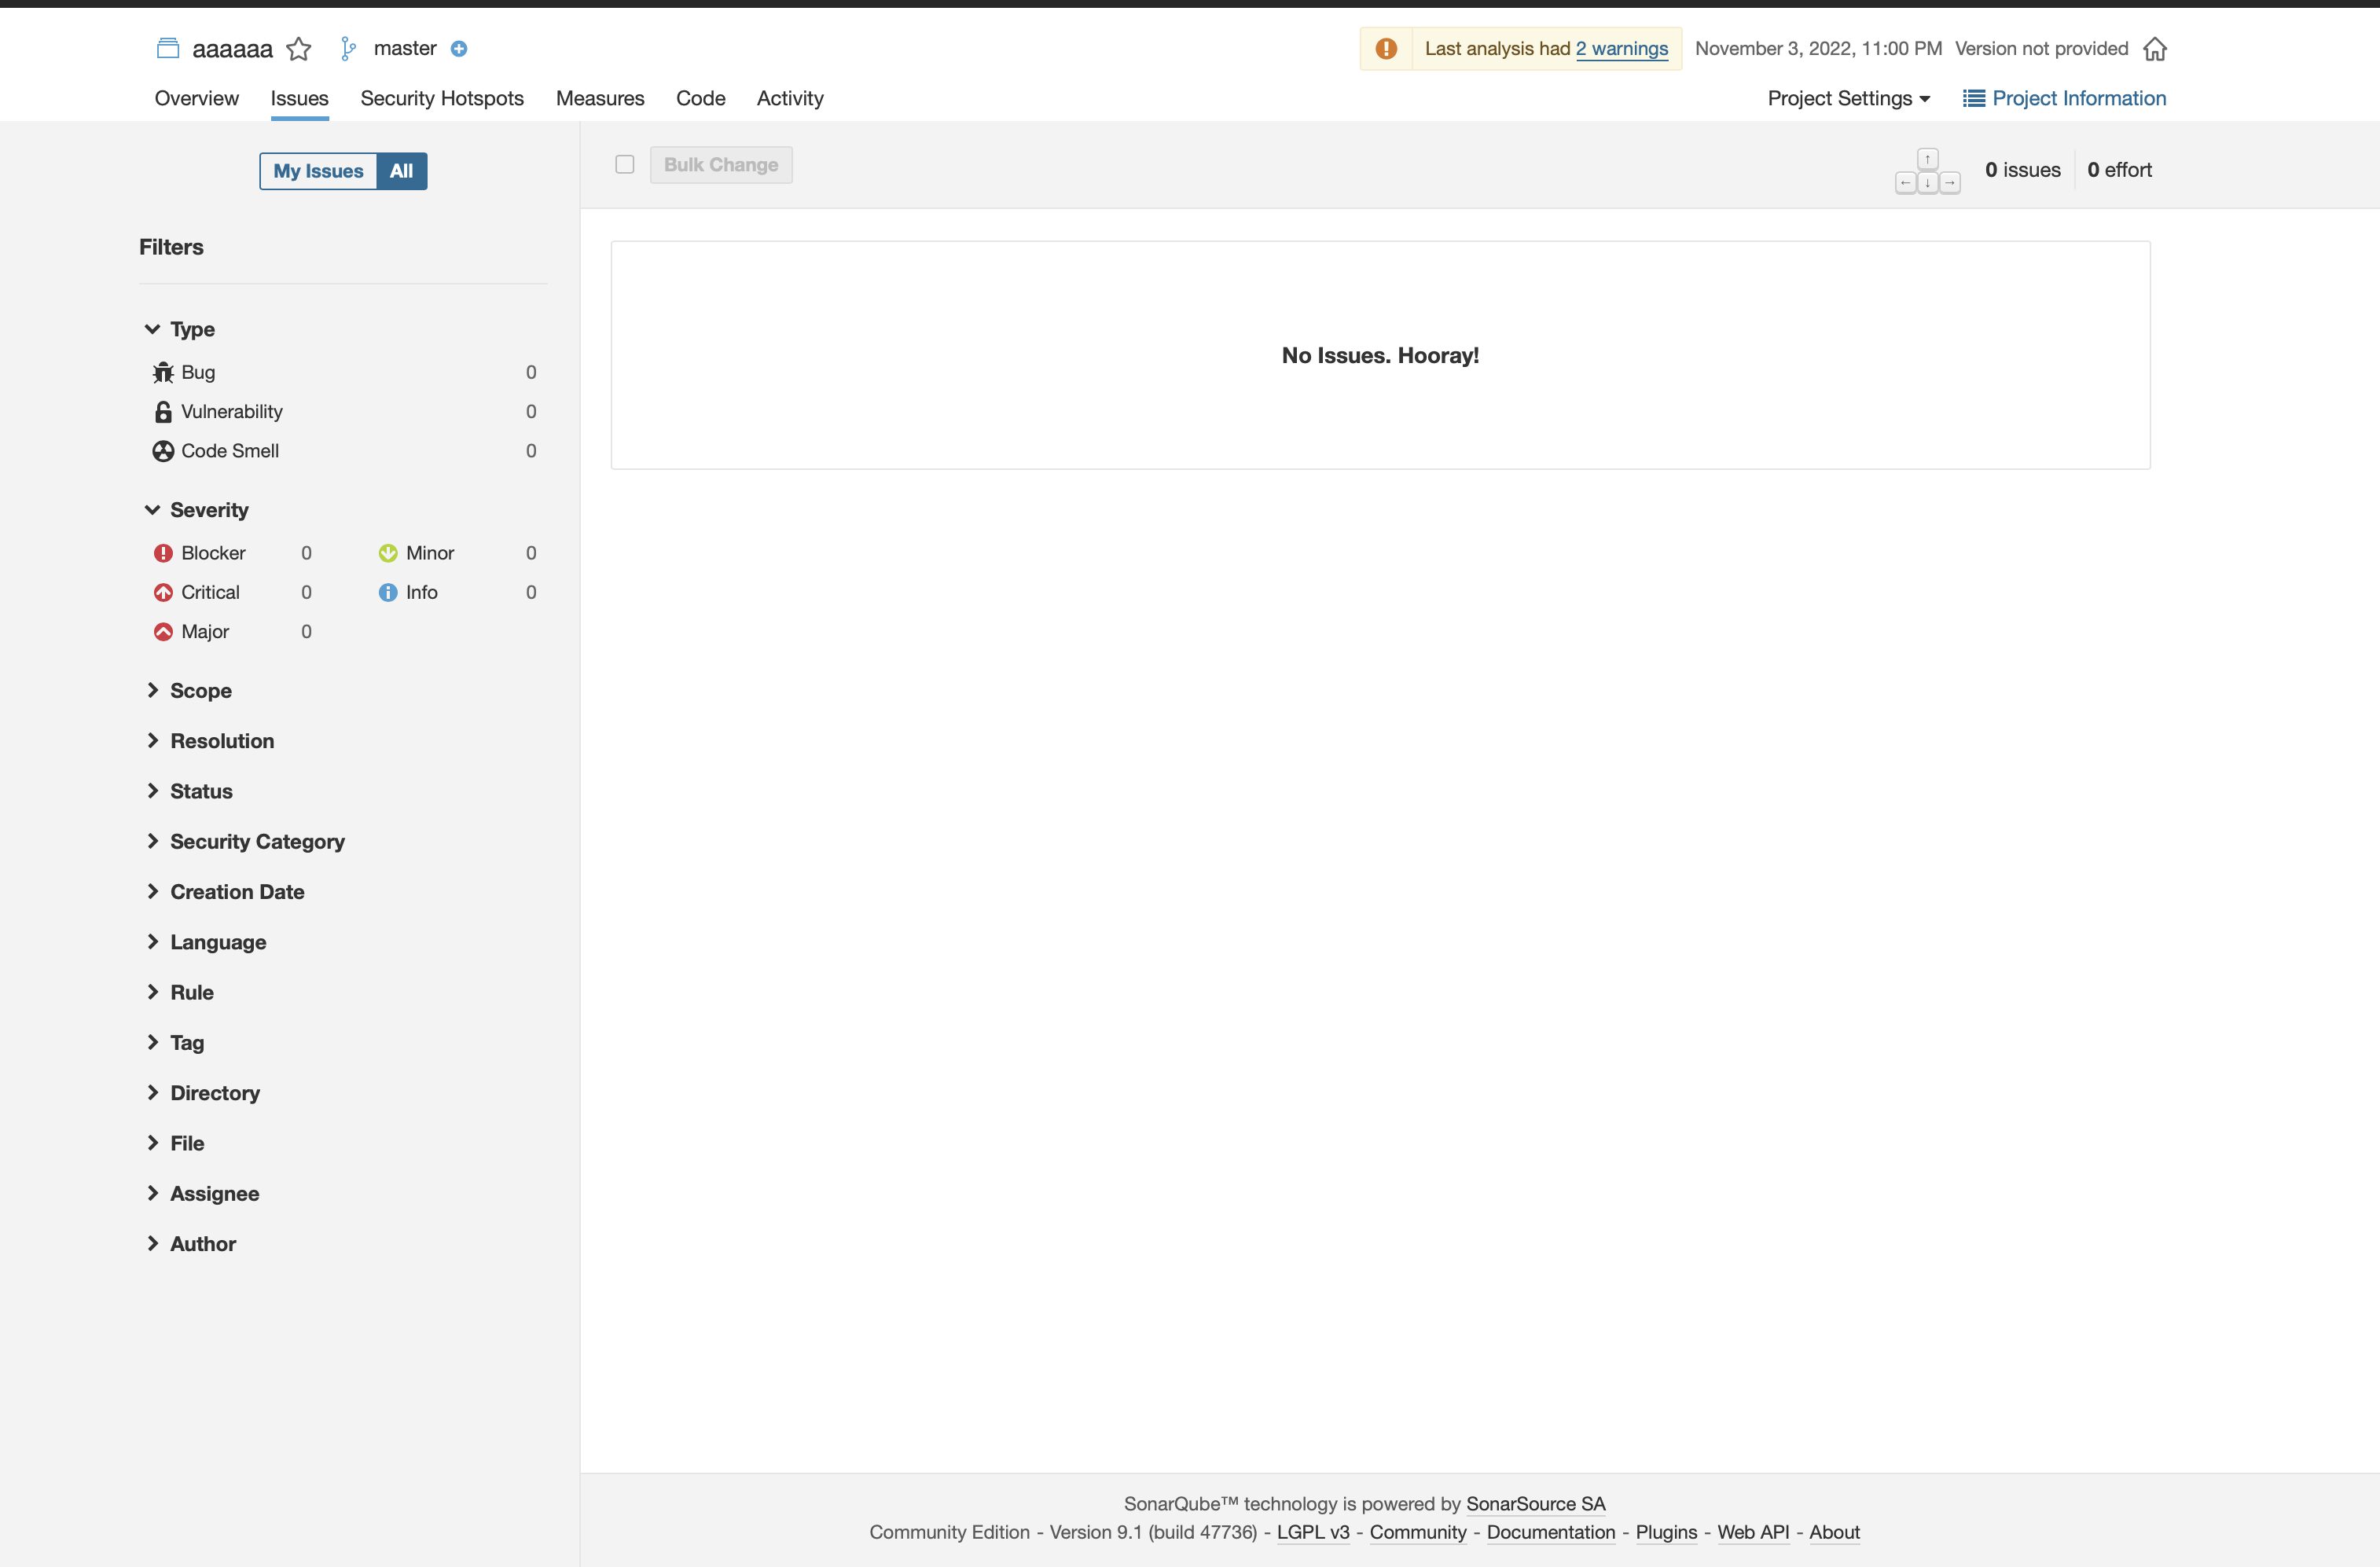 aaaaaa master
Last analysis had 2 warnings November 3, 2022, 11:00 PM Version not provided
Overview Issues Security Hotspots Measures Code Activity
Project Settings Project Information
My Issues All
Bulk Change
↑
← ↓ →
0 issues 0 effort
Filters
Type
Bug 0
Vulnerability 0
Code Smell 0
Severity
Blocker 0 Minor 0
Critical 0 Info 0
Major 0
Scope
Resolution
Status
Security Category
Creation Date
Language
Rule
Tag
Directory
File
Assignee
Author
No Issues. Hooray!
SonarQube™ technology is powered by SonarSource SA
Community Edition - Version 9.1 (build 47736) - LGPL v3 - Community - Documentation - Plugins - Web API - About